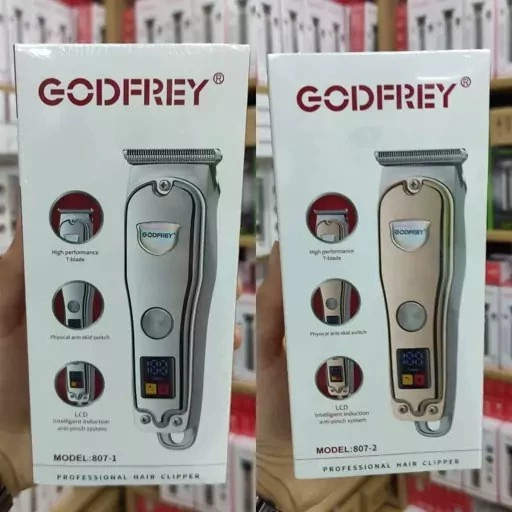 GODFREY®
GODFREY
High performance
T-blade
Physical anti-skid switch
LCD
Intelligent induction
anti-pinch system
MODEL:807-1
PROFESSIONAL HAIR CLIPPER
GODFREY®
GODFREY
High performance
T-blade
Physical anti-skid switch
LCD
Intelligent induction
anti-pinch system
MODEL:807-2
PROFESSIONAL HAIR CLIPPER